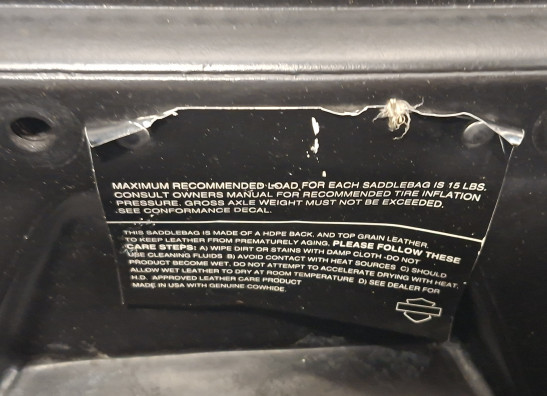 MAXIMUM RECOMMENDED LOAD FOR EACH SADDLEBAG IS 15 LBS.
CONSULT OWNERS MANUAL FOR RECOMMENDED TIRE INFLATION
PRESSURE. GROSS AXLE WEIGHT MUST NOT BE EXCEEDED.
SEE CONFORMANCE DECAL.
THIS SADDLEBAG IS MADE OF A HDPE BACK, AND TOP GRAIN LEATHER.
TO KEEP LEATHER FROM PREMATURELY AGING, PLEASE FOLLOW THESE
CARE STEPS: A) WIPE DIRT OR STAINS WITH DAMP CLOTH -DO NOT
USE CLEANING FLUIDS B) AVOID CONTACT WITH HEAT SOURCES C) SHOULD
PRODUCT BECOME WET, DO NOT ATTEMPT TO ACCELERATE DRYING WITH HEAT,
ALLOW WET LEATHER TO DRY AT ROOM TEMPERATURE D) SEE DEALER FOR
H.D. APPROVED LEATHER CARE PRODUCT
MADE IN USA WITH GENUINE COWHIDE.